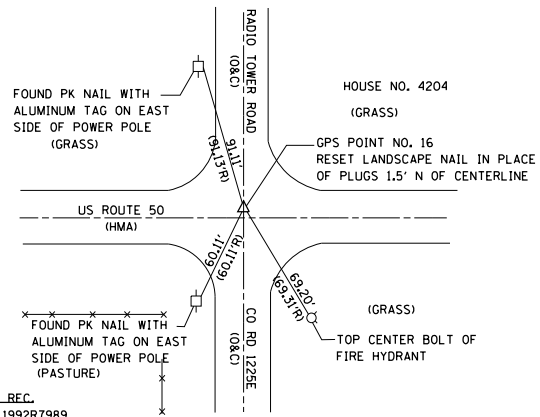 RADIO TOWER ROAD
(O&C)
HOUSE NO. 4204
(GRASS)
FOUND PK NAIL WITH
ALUMINUM TAG ON EAST
SIDE OF POWER POLE
(GRASS)
91.11'
(91.13'R)
GPS POINT NO. 16
RESET LANDSCAPE NAIL IN PLACE
OF PLUGS 1.5' N OF CENTERLINE
US ROUTE 50
(HMA)
60.11'
(60.11'R)
69.20'
(69.31'R)
(GRASS)
FOUND PK NAIL WITH
ALUMINUM TAG ON EAST
SIDE OF POWER POLE
(PASTURE)
CO RD 1225E
(O&C)
TOP CENTER BOLT OF
FIRE HYDRANT
REC.
1992R7989